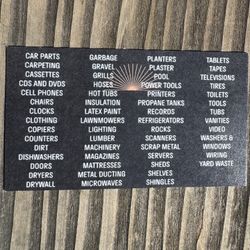 CAR PARTS
CARPETING
CASSETTES
CDS AND DVDS
CELL PHONES
CHAIRS
CLOCKS
CLOTHING
COPIERS
COUNTERS
DIRT
DISHWASHERS
DOORS
DRYERS
DRYWALL
GARBAGE
GRAVEL
GRILLS
HOSES
HOT TUBS
INSULATION
LATEX PAINT
LAWNMOWERS
LIGHTING
LUMBER
MACHINERY
MAGAZINES
MATTRESSES
METAL DUCTING
MICROWAVES
PLANTERS
PLASTER
POOL
POWER TOOLS
PRINTERS
PROPANE TANKS
RECORDS
REFRIGERATORS
ROCKS
SCANNERS
SCRAP METAL
SERVERS
SHEDS
SHELVES
SHINGLES
TABLETS
TAPES
TELEVISIONS
TIRES
TOILETS
TOOLS
TUBS
VANITIES
VIDEO
WASHERS &
WINDOWS
WIRING
YARD WASTE